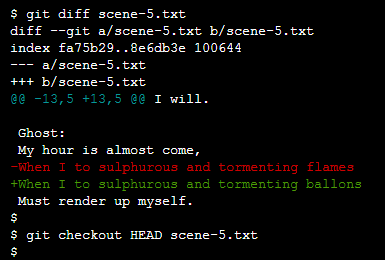 $ git diff scene-5.txt
diff --git a/scene-5.txt b/scene-5.txt
index fa75b29..8e6db3e 100644
--- a/scene-5.txt
+++ b/scene-5.txt
@@ -13,5 +13,5 @@ I will.

 Ghost:
 My hour is almost come,
-When I to sulphurous and tormenting flames
+When I to sulphurous and tormenting ballons
 Must render up myself.
$
$ git checkout HEAD scene-5.txt
$